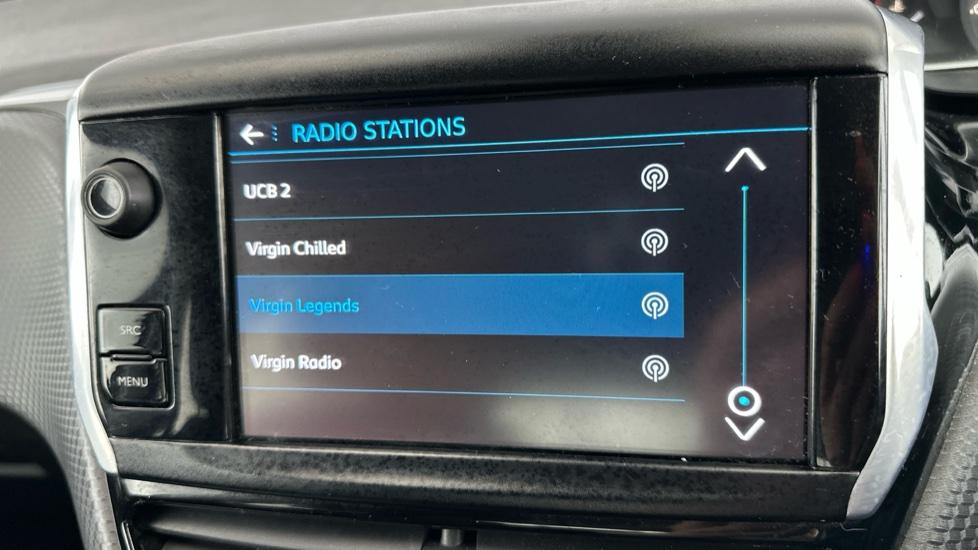 RADIO STATIONS
UCB 2
Virgin Chilled
Virgin Legends
Virgin Radio
SRC
MENU